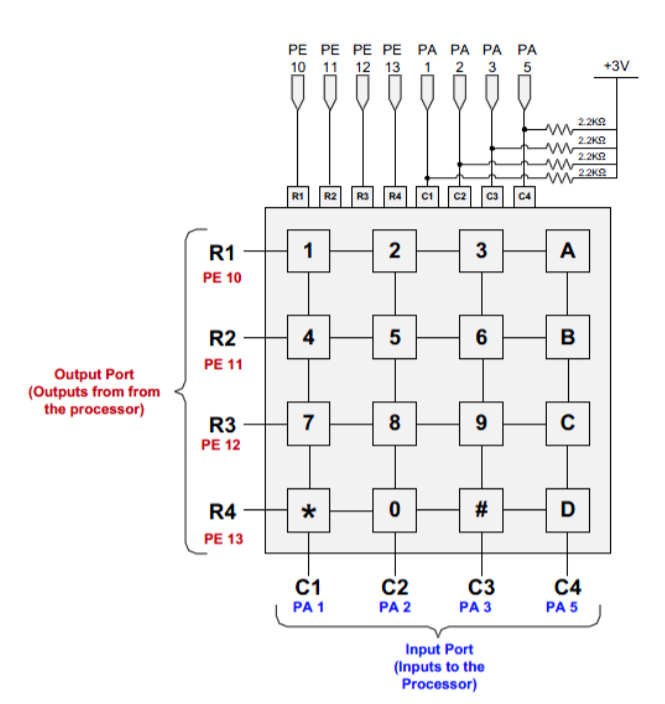 PE PE PE PE PA PA PA PA
10 11 12 13 1 2 3 5
+3V
2.2KΩ
2.2KΩ
2.2KΩ
2.2KΩ
R1 R2 R3 R4 C1 C2 C3 C4
R1 1 2 3 A
PE 10
R2 4 5 6 B
PE 11
Output Port
(Outputs from from
the processor)
R3 7 8 9 C
PE 12
R4 * 0 # D
PE 13
C1 C2 C3 C4
PA 1 PA 2 PA 3 PA 5
Input Port
(Inputs to the
Processor)